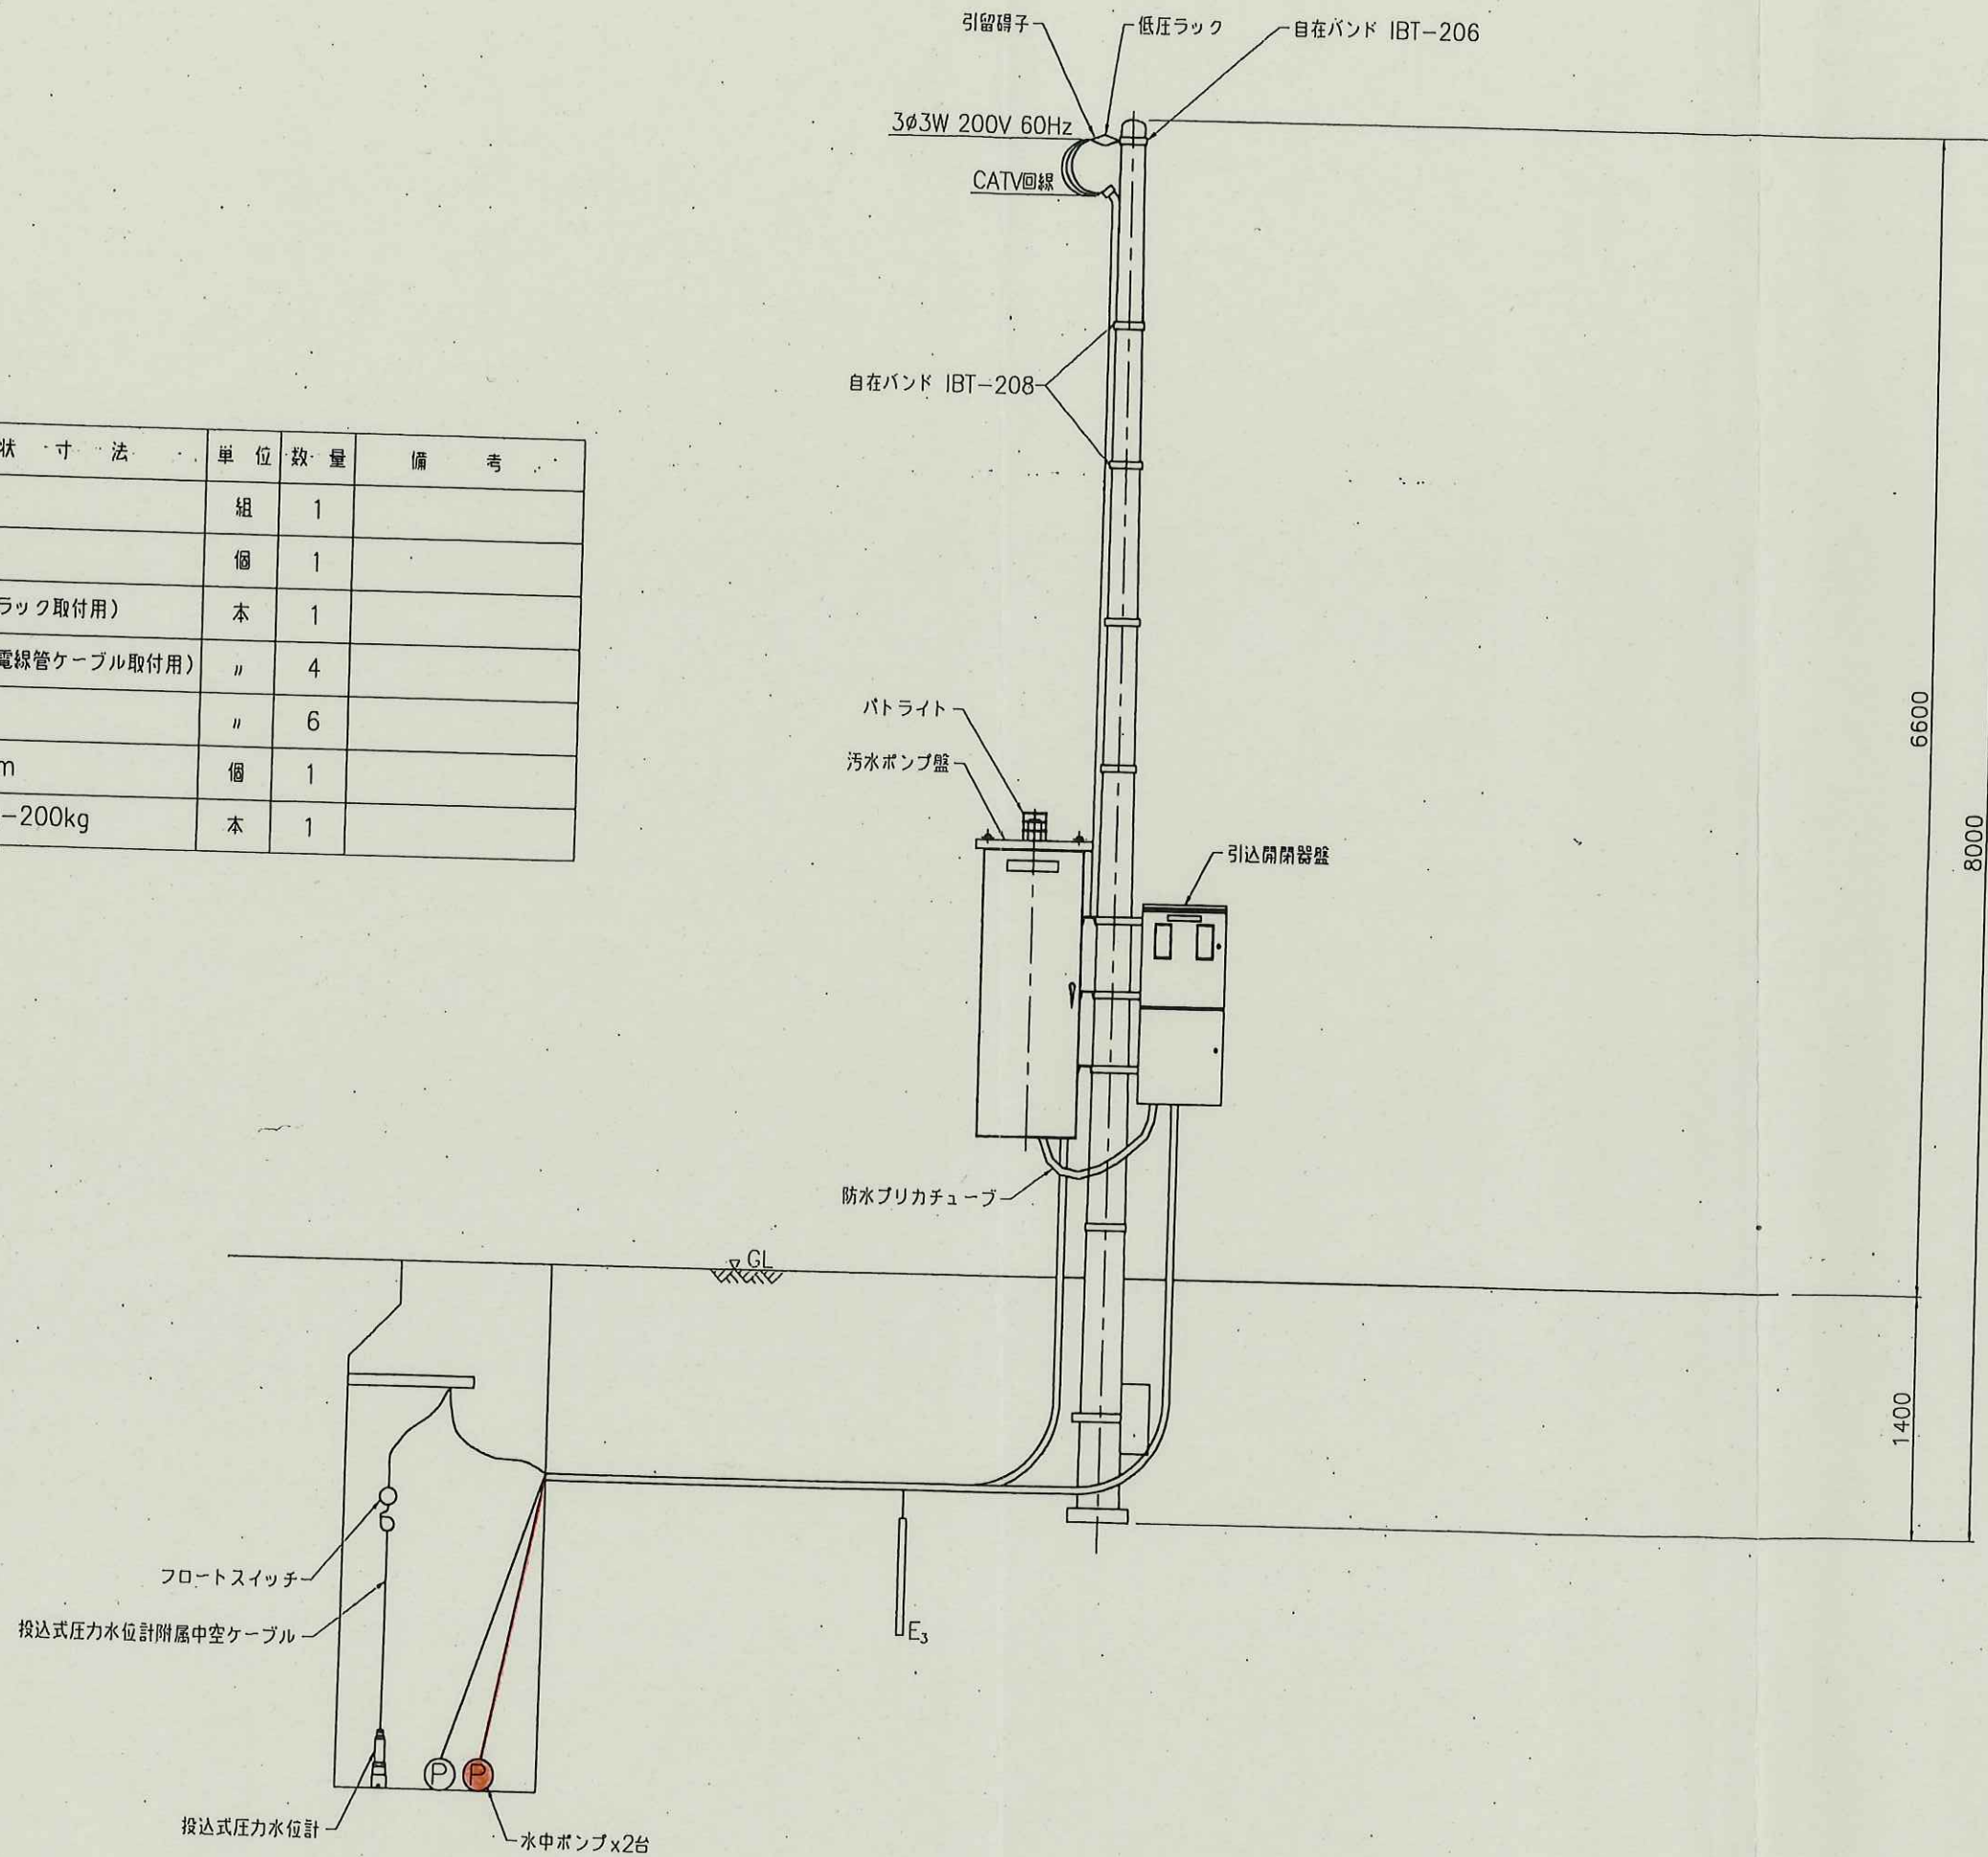 引留碍子
低圧ラック
自在バンド IBT-206
3φ3W 200V 60Hz
CATV回線
自在バンド IBT-208
状 寸 法 単 位 数 量 備 考
組 1
個 1
ラック取付用) 本 1
電線管ケーブル取付用) 〃 4
〃 6
m 個 1
-200kg 本 1
パトライト
汚水ポンプ盤
引込開閉器盤
6600
8000
防水プリカチューブ
GL
1400
フロートスイッチ
投込式圧力水位計附属中空ケーブル
E₃
P P
投込式圧力水位計
水中ポンプx2台